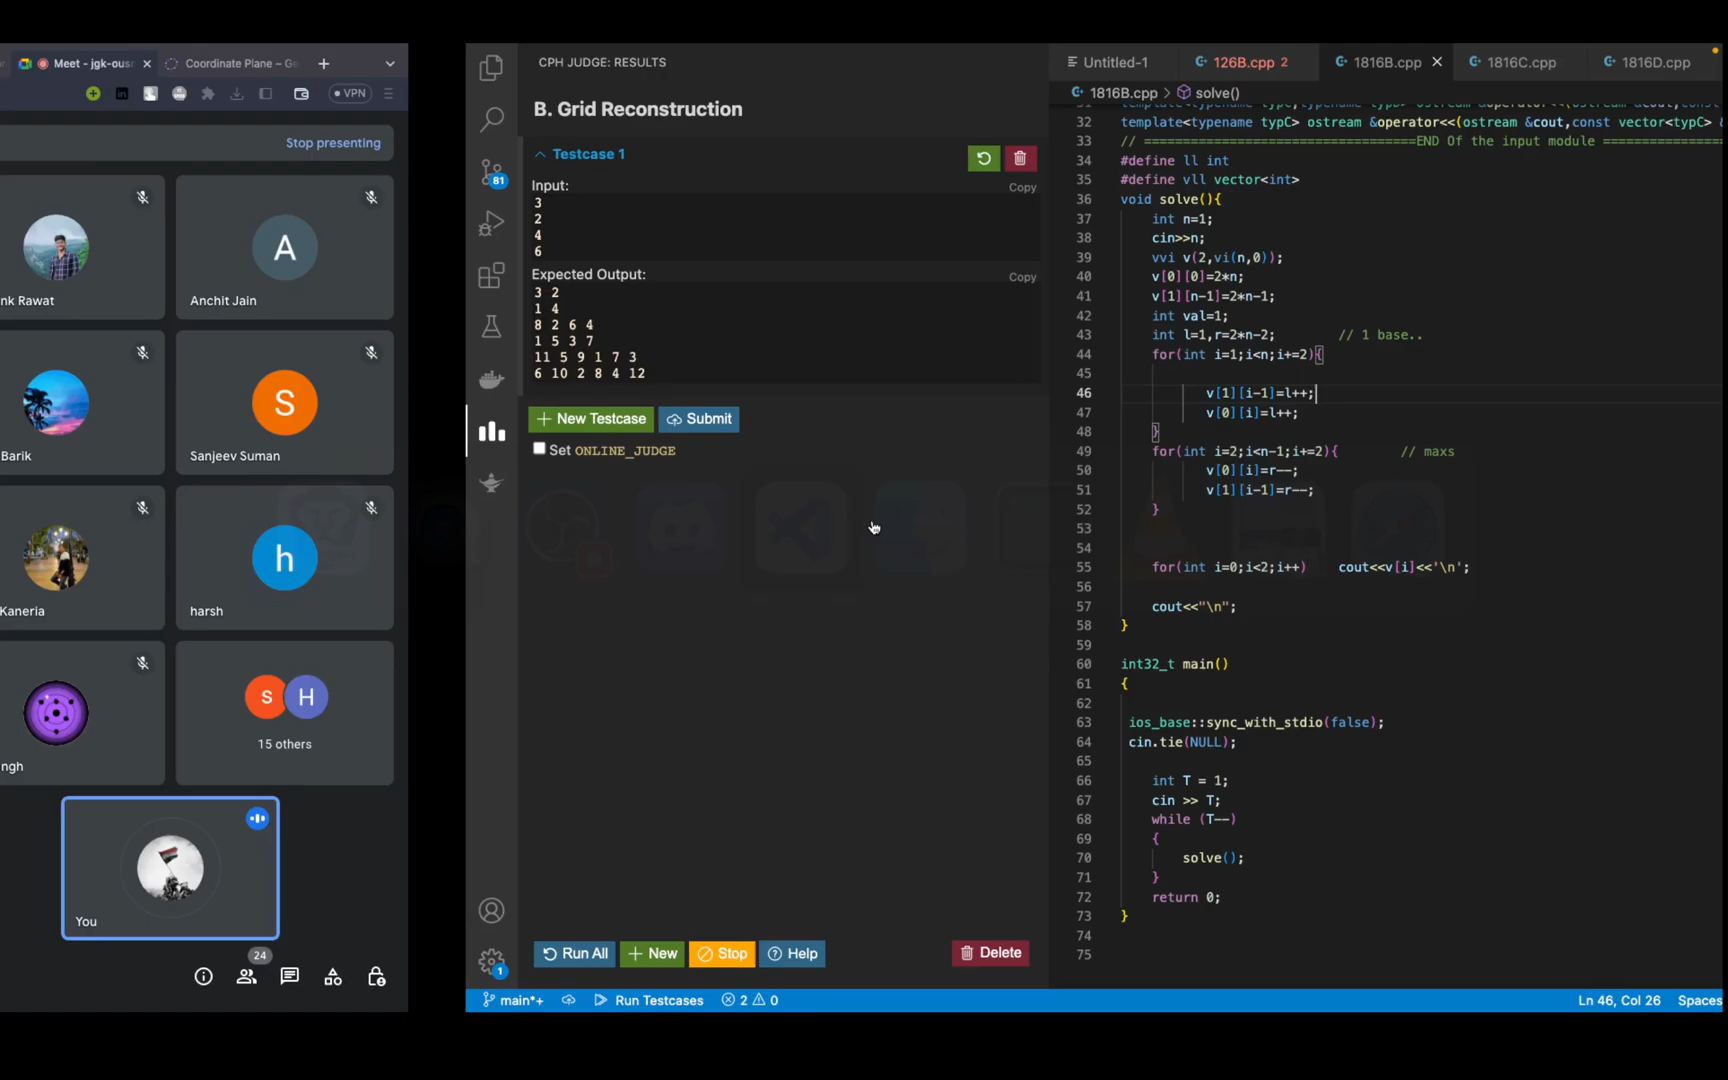 Meet - jgk-ousr
Coordinate Plane – Ge
VPN
Stop presenting
nk Rawat
A
Anchit Jain
Barik
S
Sanjeev Suman
Kaneria
h
harsh
ngh
S H
15 others
You
24
81
1
CPH JUDGE: RESULTS
B. Grid Reconstruction
Testcase 1
Input:
Copy
3
2
4
6
Expected Output:
Copy
3 2
1 4
8 2 6 4
1 5 3 7
11 5 9 1 7 3
6 10 2 8 4 12
New Testcase
Submit
Set ONLINE_JUDGE
Run All
New
Stop
Help
Delete
Untitled-1
126B.cpp 2
1816B.cpp
1816C.cpp
1816D.cpp
1816B.cpp > solve()
32 template<typename typC> ostream &operator<<(ostream &cout,const vector<typC> &
33 // ===================================END Of the input module ===============
34 #define ll int
35 #define vll vector<int>
36 void solve(){
37 int n=1;
38 cin>>n;
39 vvi v(2,vi(n,0));
40 v[0][0]=2*n;
41 v[1][n-1]=2*n-1;
42 int val=1;
43 int l=1,r=2*n-2; // 1 base..
44 for(int i=1;i<n;i+=2){
45
46 v[1][i-1]=l++;
47 v[0][i]=l++;
48 }
49 for(int i=2;i<n-1;i+=2){ // maxs
50 v[0][i]=r--;
51 v[1][i-1]=r--;
52 }
53
54
55 for(int i=0;i<2;i++) cout<<v[i]<<'\n';
56
57 cout<<"\n";
58 }
59
60 int32_t main()
61 {
62
63 ios_base::sync_with_stdio(false);
64 cin.tie(NULL);
65
66 int T = 1;
67 cin >> T;
68 while (T--)
69 {
70 solve();
71 }
72 return 0;
73 }
74
75
main*+
Run Testcases
2
0
Ln 46, Col 26
Spaces